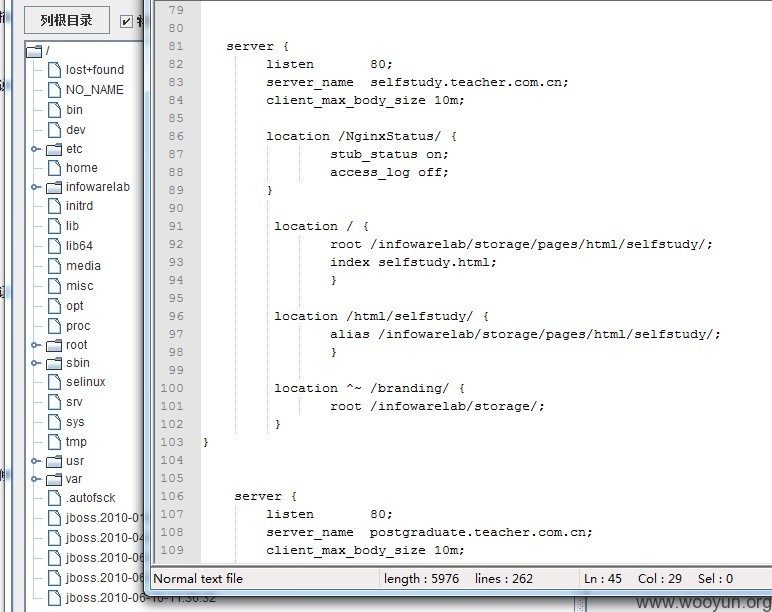 列根目录
/
lost+found
NO_NAME
bin
dev
etc
home
infowarelab
initrd
lib
lib64
media
misc
opt
proc
root
sbin
selinux
srv
sys
tmp
usr
var
.autofsck
jboss.2010-01
jboss.2010-04
jboss.2010-06
jboss.2010-06
jboss.2010-06-10-11:30:32
79
80
81 server {
82 listen 80;
83 server_name selfstudy.teacher.com.cn;
84 client_max_body_size 10m;
85
86 location /NginxStatus/ {
87 stub_status on;
88 access_log off;
89 }
90
91 location / {
92 root /infowarelab/storage/pages/html/selfstudy/;
93 index selfstudy.html;
94 }
95
96 location /html/selfstudy/ {
97 alias /infowarelab/storage/pages/html/selfstudy/;
98 }
99
100 location ^~ /branding/ {
101 root /infowarelab/storage/;
102 }
103 }
104
105
106 server {
107 listen 80;
108 server_name postgraduate.teacher.com.cn;
109 client_max_body_size 10m;
Normal text file length : 5976 lines : 262 Ln : 45 Col : 29 Sel : 0
www.wooyun.org